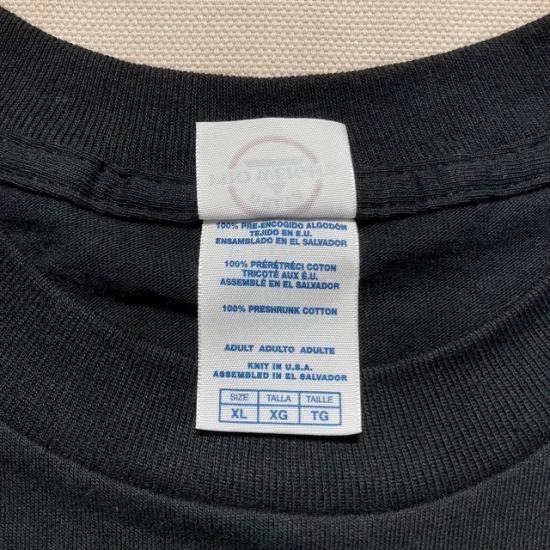 100% PRE-ENCOGIDO ALGODÓN
TEJIDO EN E.U.
ENSAMBLADO EN EL SALVADOR
100% PRÉRÉTRÉCI COTON
TRICOTÉ AUX É.U.
ASSEMBLÉ EN EL SALVADOR
100% PRESHRUNK COTTON
ADULT ADULTO ADULTE
KNIT IN U.S.A.
ASSEMBLED IN EL SALVADOR
SIZE TALLA TAILLE
XL XG TG